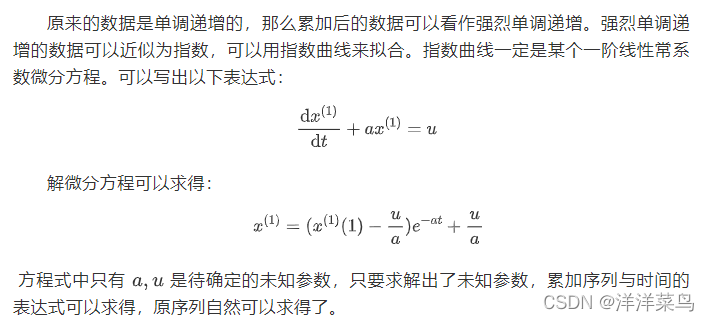 原来的数据是单调递增的，那么累加后的数据可以看作强烈单调递增。强烈单调递
增的数据可以近似为指数，可以用指数曲线来拟合。指数曲线一定是某个一阶线性常系
数微分方程。可以写出以下表达式：
\frac{\mathrm{d}x^{(1)}}{\mathrm{d}t} + ax^{(1)} = u
解微分方程可以求得：
x^{(1)} = (x^{(1)}(1) - \frac{u}{a})e^{-at} + \frac{u}{a}
方程式中只有 a, u 是待确定的未知参数，只要求解出了未知参数，累加序列与时间的
表达式可以求得，原序列自然可以求得了。
CSDN @洋洋菜鸟